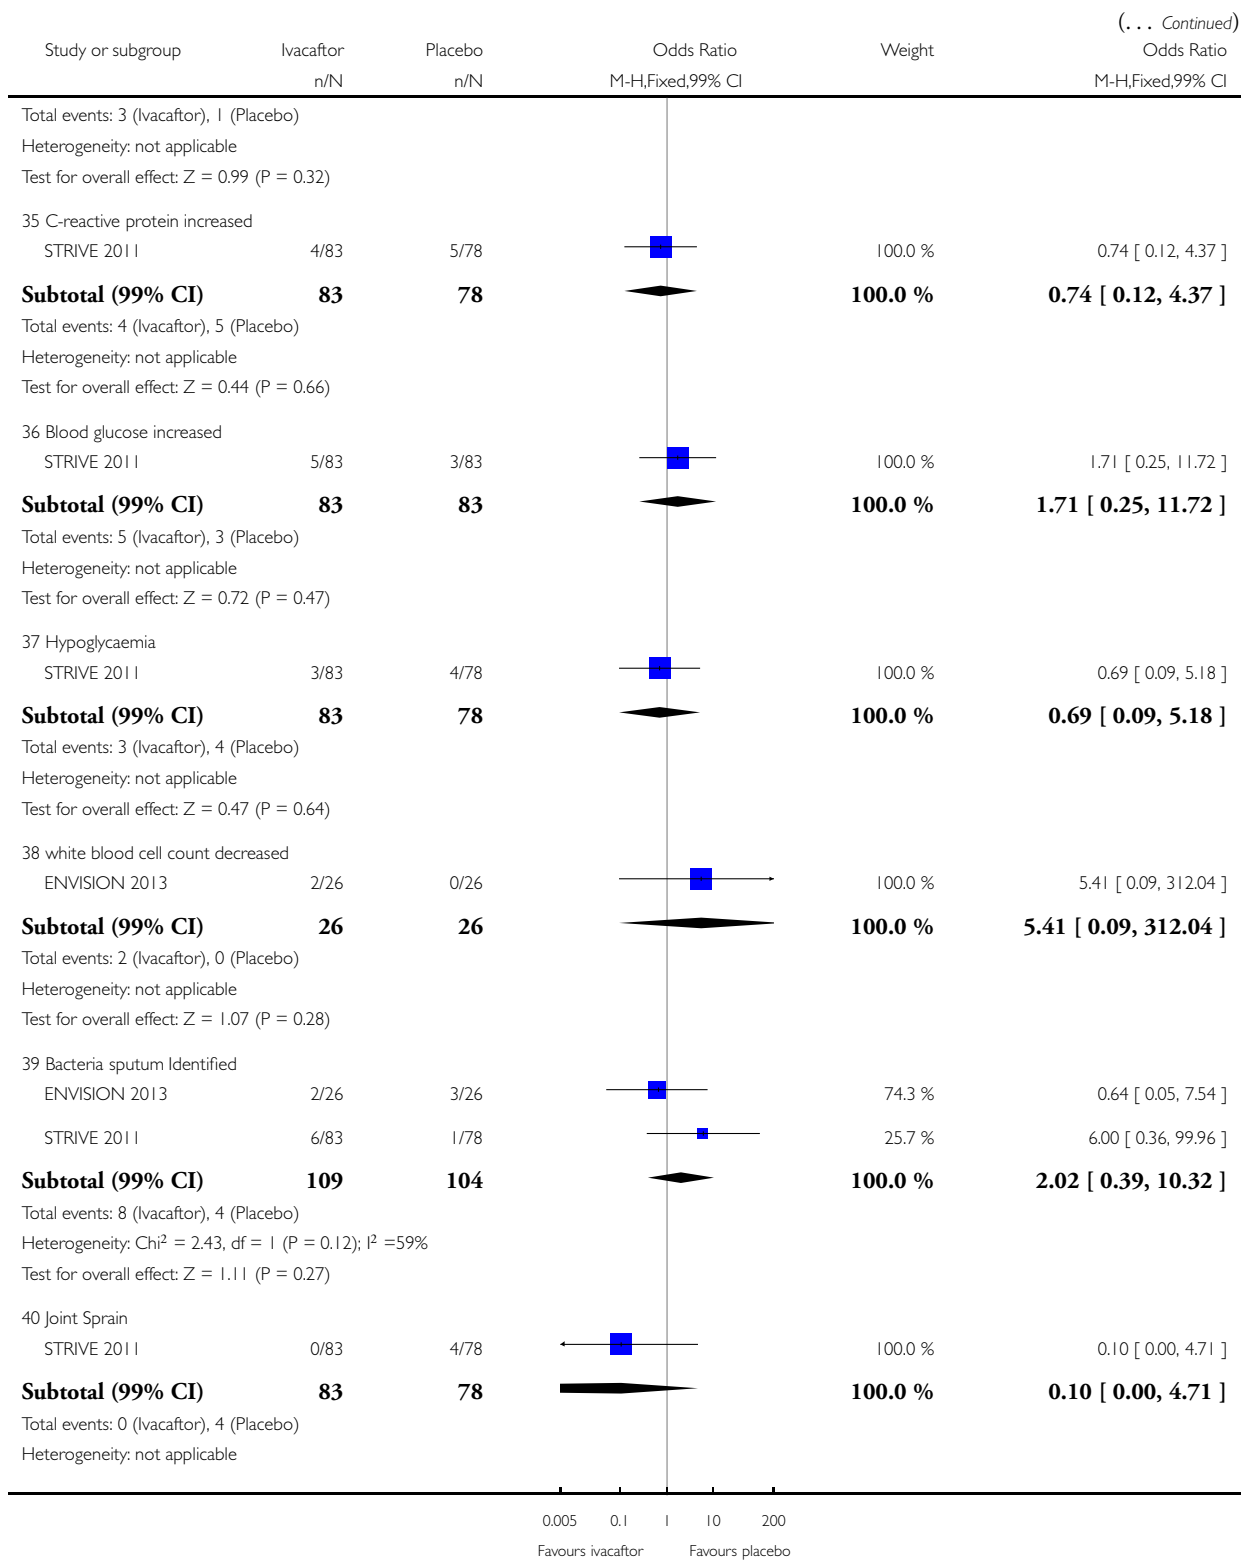 (... Continued)
Study or subgroup Ivacaftor Placebo Odds Ratio Weight Odds Ratio
n/N n/N M-H,Fixed,99% CI M-H,Fixed,99% CI
Total events: 3 (Ivacaftor), 1 (Placebo)
Heterogeneity: not applicable
Test for overall effect: Z = 0.99 (P = 0.32)
35 C-reactive protein increased
STRIVE 2011 4/83 5/78 100.0 % 0.74 [ 0.12, 4.37 ]
Subtotal (99% CI) 83 78 100.0 % 0.74 [ 0.12, 4.37 ]
Total events: 4 (Ivacaftor), 5 (Placebo)
Heterogeneity: not applicable
Test for overall effect: Z = 0.44 (P = 0.66)
36 Blood glucose increased
STRIVE 2011 5/83 3/83 100.0 % 1.71 [ 0.25, 11.72 ]
Subtotal (99% CI) 83 83 100.0 % 1.71 [ 0.25, 11.72 ]
Total events: 5 (Ivacaftor), 3 (Placebo)
Heterogeneity: not applicable
Test for overall effect: Z = 0.72 (P = 0.47)
37 Hypoglycaemia
STRIVE 2011 3/83 4/78 100.0 % 0.69 [ 0.09, 5.18 ]
Subtotal (99% CI) 83 78 100.0 % 0.69 [ 0.09, 5.18 ]
Total events: 3 (Ivacaftor), 4 (Placebo)
Heterogeneity: not applicable
Test for overall effect: Z = 0.47 (P = 0.64)
38 white blood cell count decreased
ENVISION 2013 2/26 0/26 100.0 % 5.41 [ 0.09, 312.04 ]
Subtotal (99% CI) 26 26 100.0 % 5.41 [ 0.09, 312.04 ]
Total events: 2 (Ivacaftor), 0 (Placebo)
Heterogeneity: not applicable
Test for overall effect: Z = 1.07 (P = 0.28)
39 Bacteria sputum Identified
ENVISION 2013 2/26 3/26 74.3 % 0.64 [ 0.05, 7.54 ]
STRIVE 2011 6/83 1/78 25.7 % 6.00 [ 0.36, 99.96 ]
Subtotal (99% CI) 109 104 100.0 % 2.02 [ 0.39, 10.32 ]
Total events: 8 (Ivacaftor), 4 (Placebo)
Heterogeneity: Chi² = 2.43, df = 1 (P = 0.12); I² =59%
Test for overall effect: Z = 1.11 (P = 0.27)
40 Joint Sprain
STRIVE 2011 0/83 4/78 100.0 % 0.10 [ 0.00, 4.71 ]
Subtotal (99% CI) 83 78 100.0 % 0.10 [ 0.00, 4.71 ]
Total events: 0 (Ivacaftor), 4 (Placebo)
Heterogeneity: not applicable
0.005 0.1 1 10 200
Favours ivacaftor Favours placebo